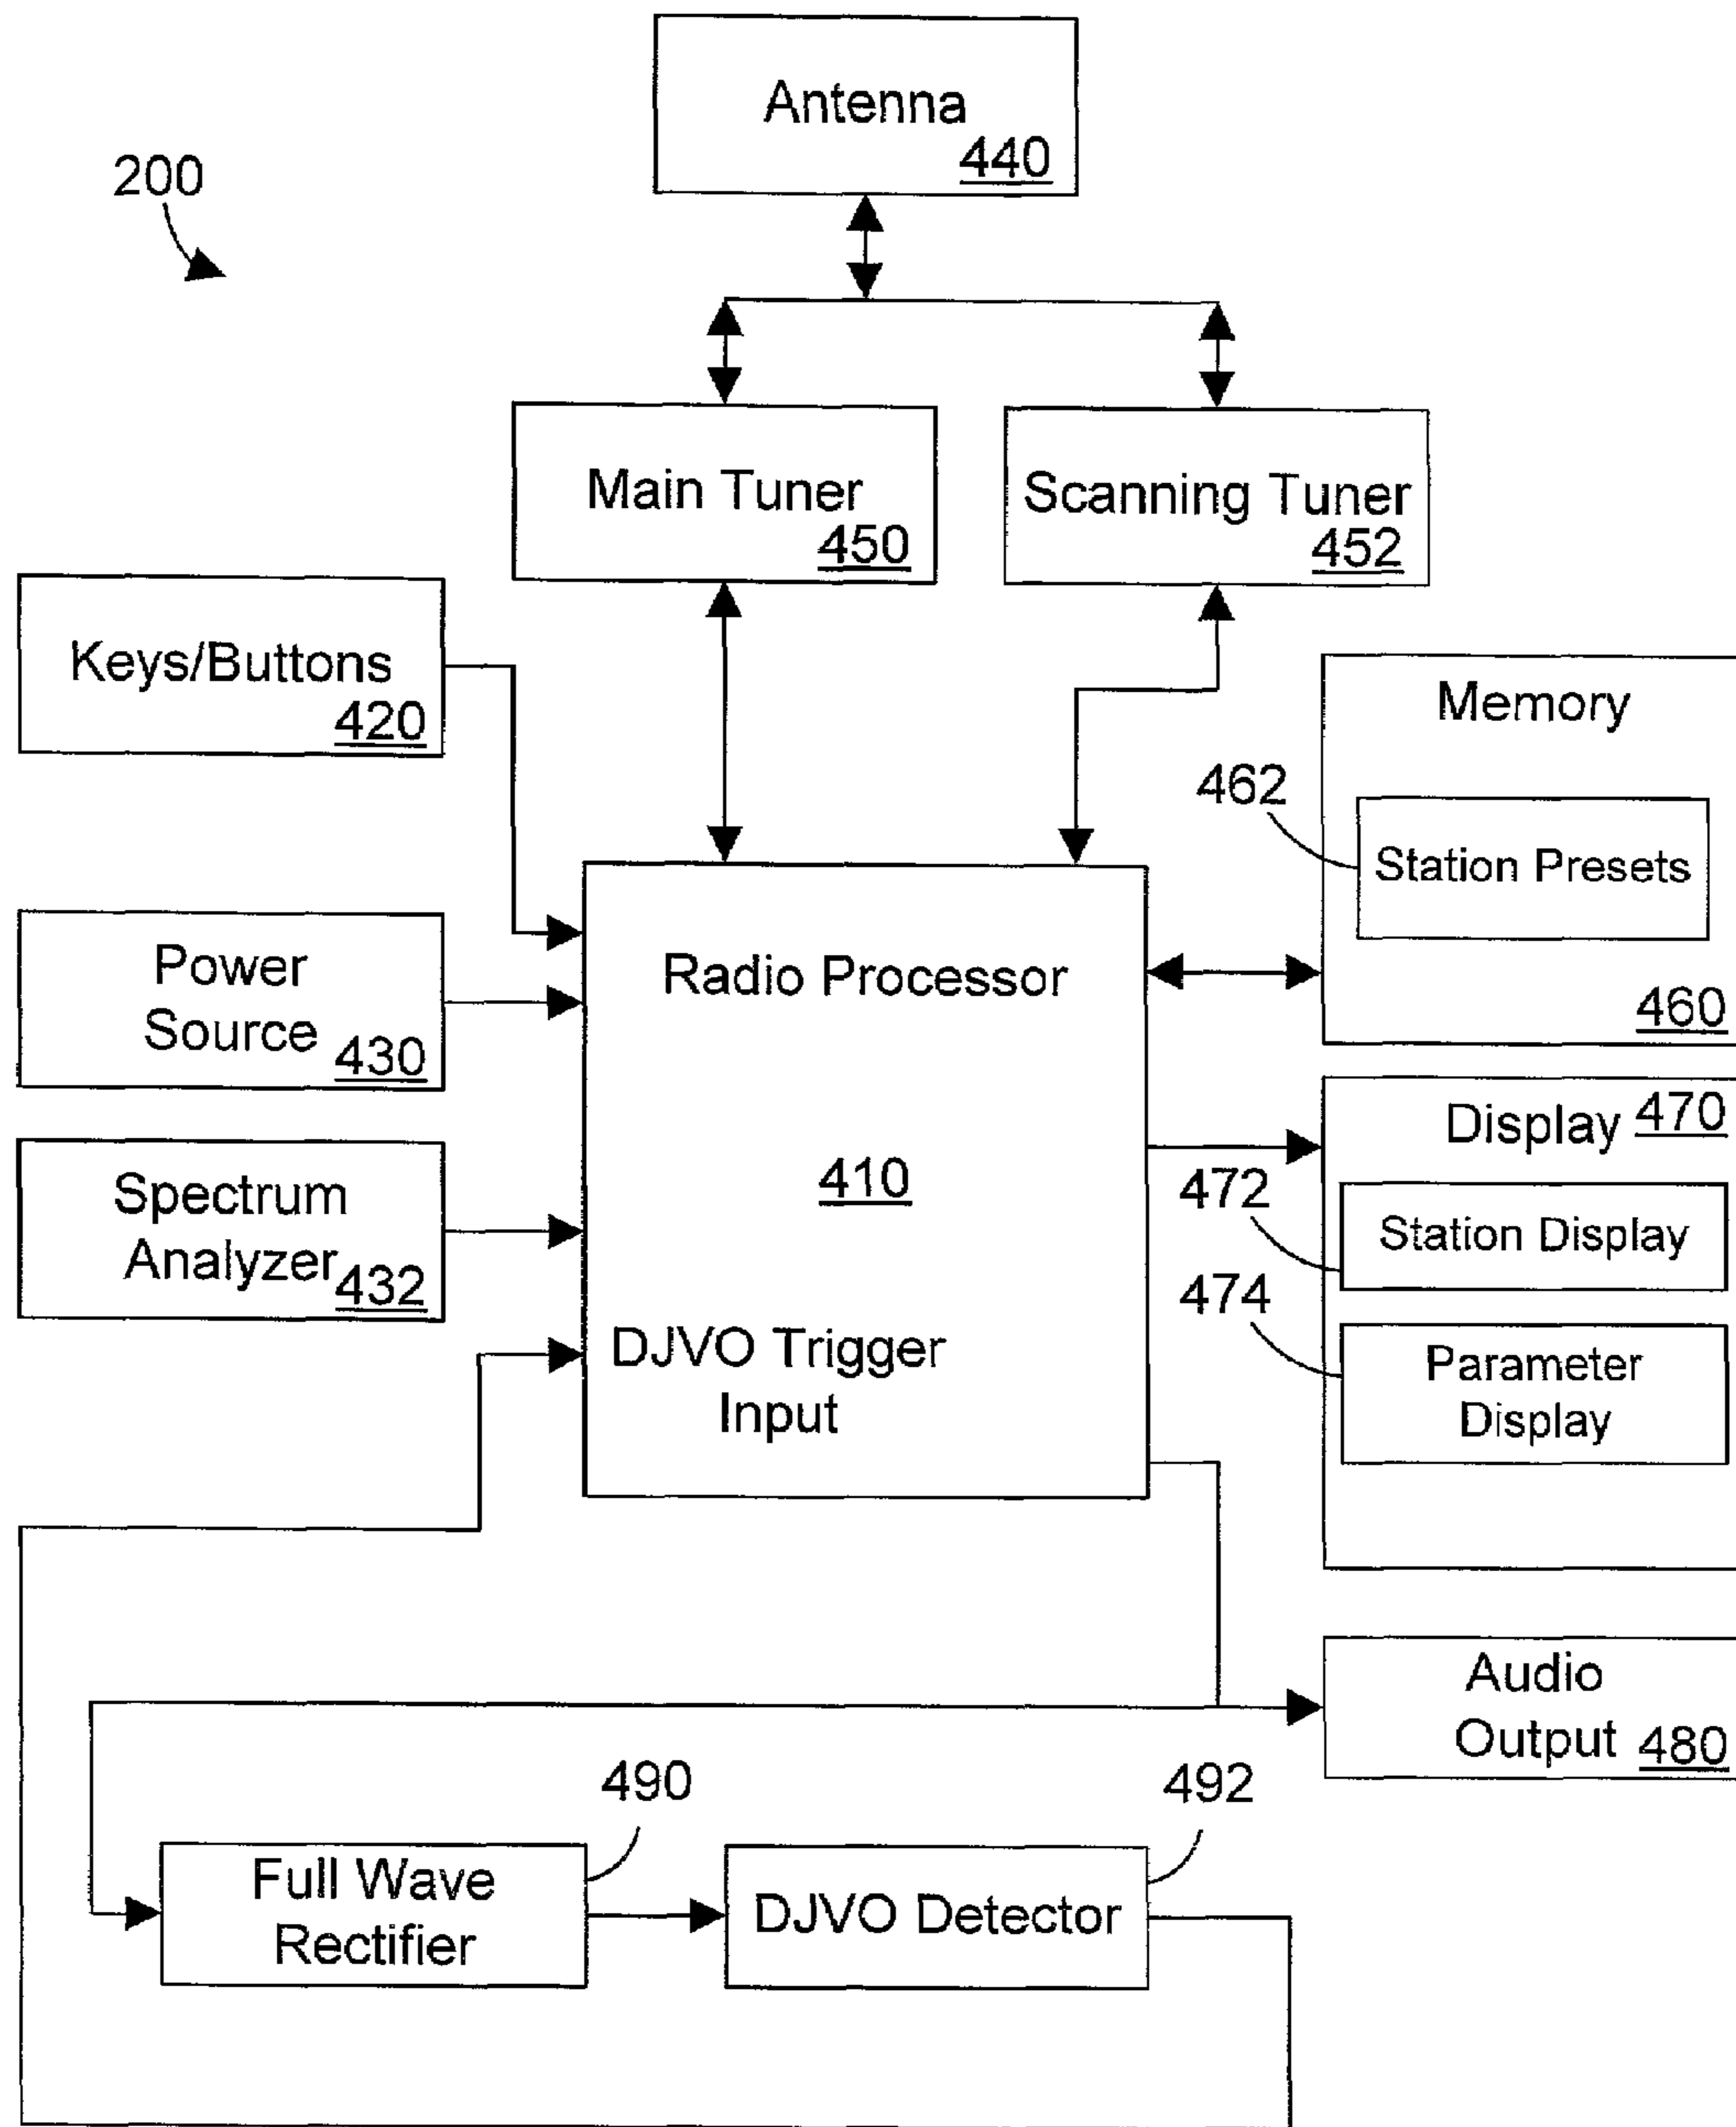 Antenna
440
200
Main Tuner
450
Scanning Tuner
452
Keys/Buttons
420
Memory
462
Station Presets
460
Power
Source
430
Radio Processor
410
DJVO Trigger
Input
Spectrum
Analyzer
432
Display
470
472
Station Display
474
Parameter
Display
Audio
Output
480
490
Full Wave
Rectifier
492
DJVO Detector